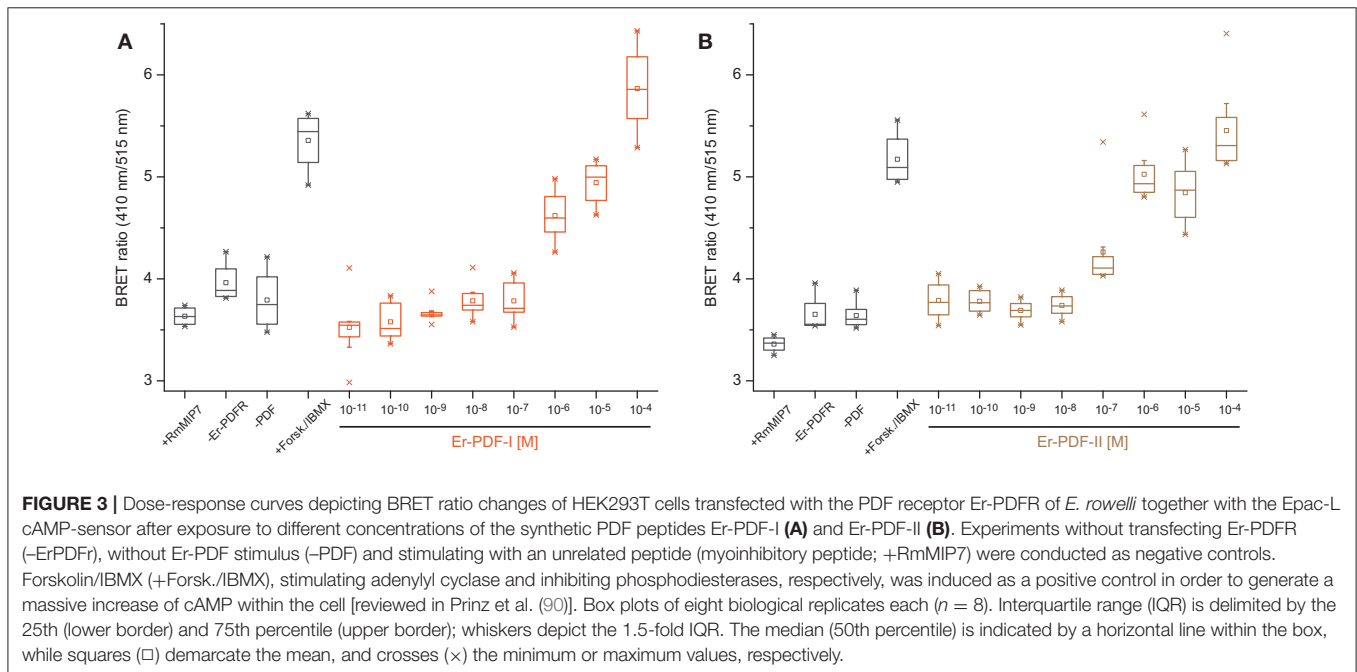 A
B
BRET ratio (410 nm/515 nm)
6
5
4
3
+RmMIP7
-Er-PDFR
-PDF
+Forsk./IBMX
10-11
10-10
10-9
10-8
10-7
10-6
10-5
10-4
Er-PDF-I [M]
BRET ratio (410 nm/515 nm)
6
5
4
3
+RmMIP7
-Er-PDFR
-PDF
+Forsk./IBMX
10-11
10-10
10-9
10-8
10-7
10-6
10-5
10-4
Er-PDF-II [M]
FIGURE 3 | Dose-response curves depicting BRET ratio changes of HEK293T cells transfected with the PDF receptor Er-PDFR of E. rowelli together with the Epac-L
cAMP-sensor after exposure to different concentrations of the synthetic PDF peptides Er-PDF-I (A) and Er-PDF-II (B). Experiments without transfecting Er-PDFR
(–ErPDFr), without Er-PDF stimulus (–PDF) and stimulating with an unrelated peptide (myoinhibitory peptide; +RmMIP7) were conducted as negative controls.
Forskolin/IBMX (+Forsk./IBMX), stimulating adenylyl cyclase and inhibiting phosphodiesterases, respectively, was induced as a positive control in order to generate a
massive increase of cAMP within the cell [reviewed in Prinz et al. (90)]. Box plots of eight biological replicates each (n = 8). Interquartile range (IQR) is delimited by the
25th (lower border) and 75th percentile (upper border); whiskers depict the 1.5-fold IQR. The median (50th percentile) is indicated by a horizontal line within the box,
while squares (□) demarcate the mean, and crosses (×) the minimum or maximum values, respectively.